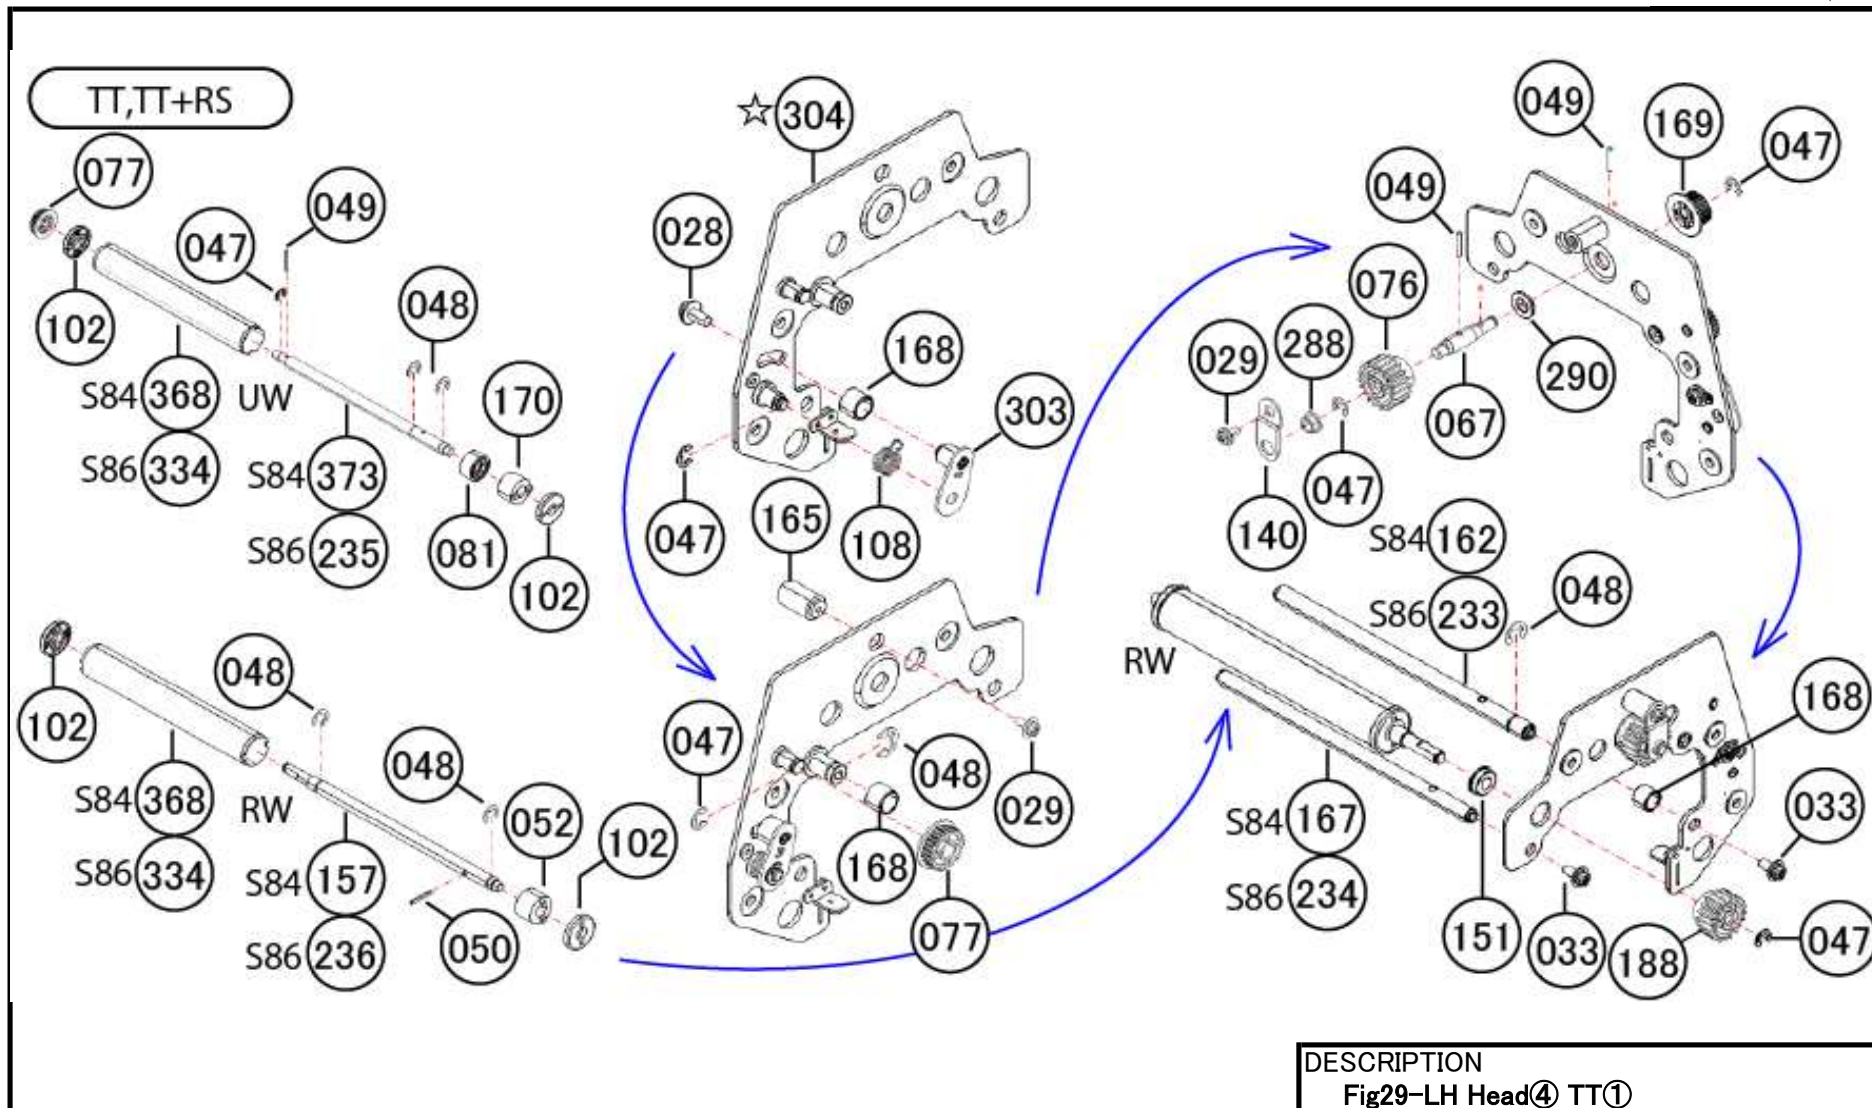 TT,TT+RS
077
102
047
049
048
S84 368 UW
S86 334
S84 373
S86 235
170
081
102
102
S84 368 RW
S86 334
048
048
052
102
S84 157
S86 236
050
☆ 304
028
168
303
047
108
165
047
048
029
168
077
049
169
047
049
076
288
029
290
067
047
140
S84 162
S86 233
048
RW
168
S84 167
S86 234
033
151
033
188
047
DESCRIPTION
Fig29-LH Head④ TT①